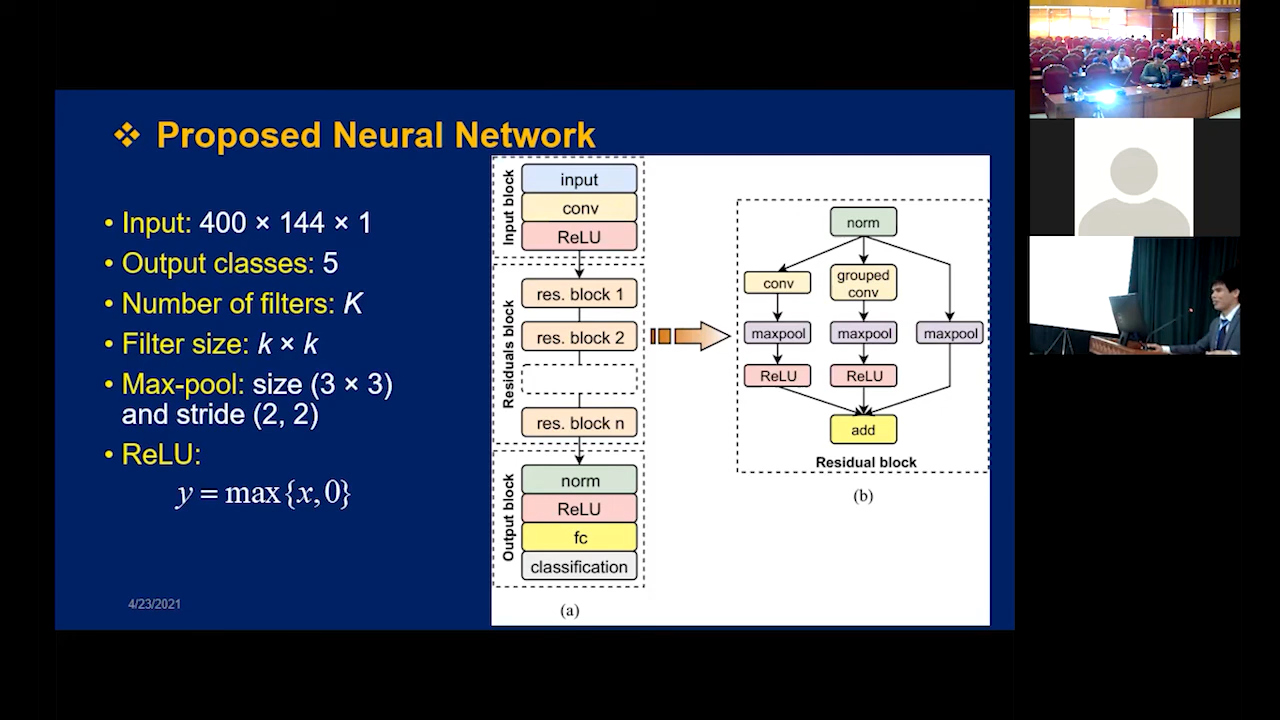 ❖ Proposed Neural Network
• Input: 400 × 144 × 1
• Output classes: 5
• Number of filters: K
• Filter size: k × k
• Max-pool: size (3 × 3)
and stride (2, 2)
• ReLU:
y = max{x,0}
4/23/2021
Input block
input
conv
ReLU
Residuals block
res. block 1
res. block 2
res. block n
Output block
norm
ReLU
fc
classification
(a)
norm
conv
grouped
conv
maxpool
maxpool
maxpool
ReLU
ReLU
add
Residual block
(b)